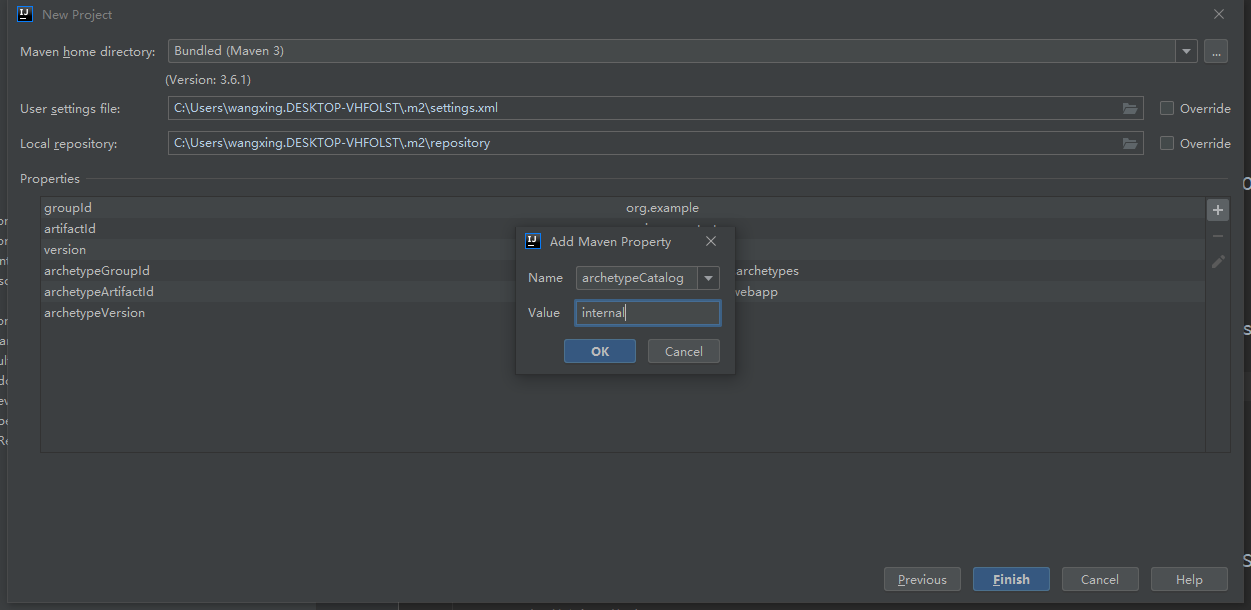 New Project
Maven home directory: Bundled (Maven 3) ...
(Version: 3.6.1)
User settings file: C:\Users\wangxing.DESKTOP-VHFOLST\.m2\settings.xml Override
Local repository: C:\Users\wangxing.DESKTOP-VHFOLST\.m2\repository Override
Properties
groupId org.example
artifactId
version
archetypeGroupId archetypes
archetypeArtifactId webapp
archetypeVersion
Add Maven Property
Name archetypeCatalog
Value internal
OK Cancel
Previous Finish Cancel Help